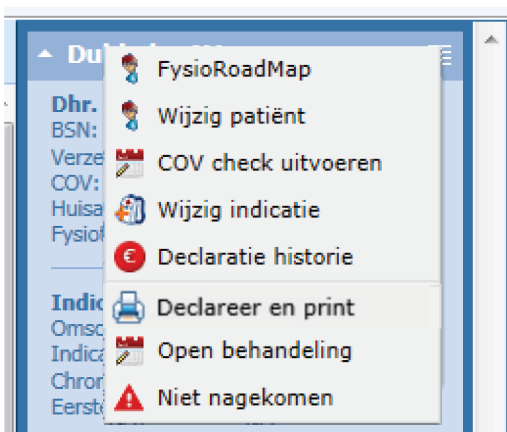 FysioRoadMap
Dhr.
Wijzig patiënt
BSN:
COV check uitvoeren
COV:
Wijzig indicatie
Declaratie historie
Declareer en print
Open behandeling
Niet nagekomen